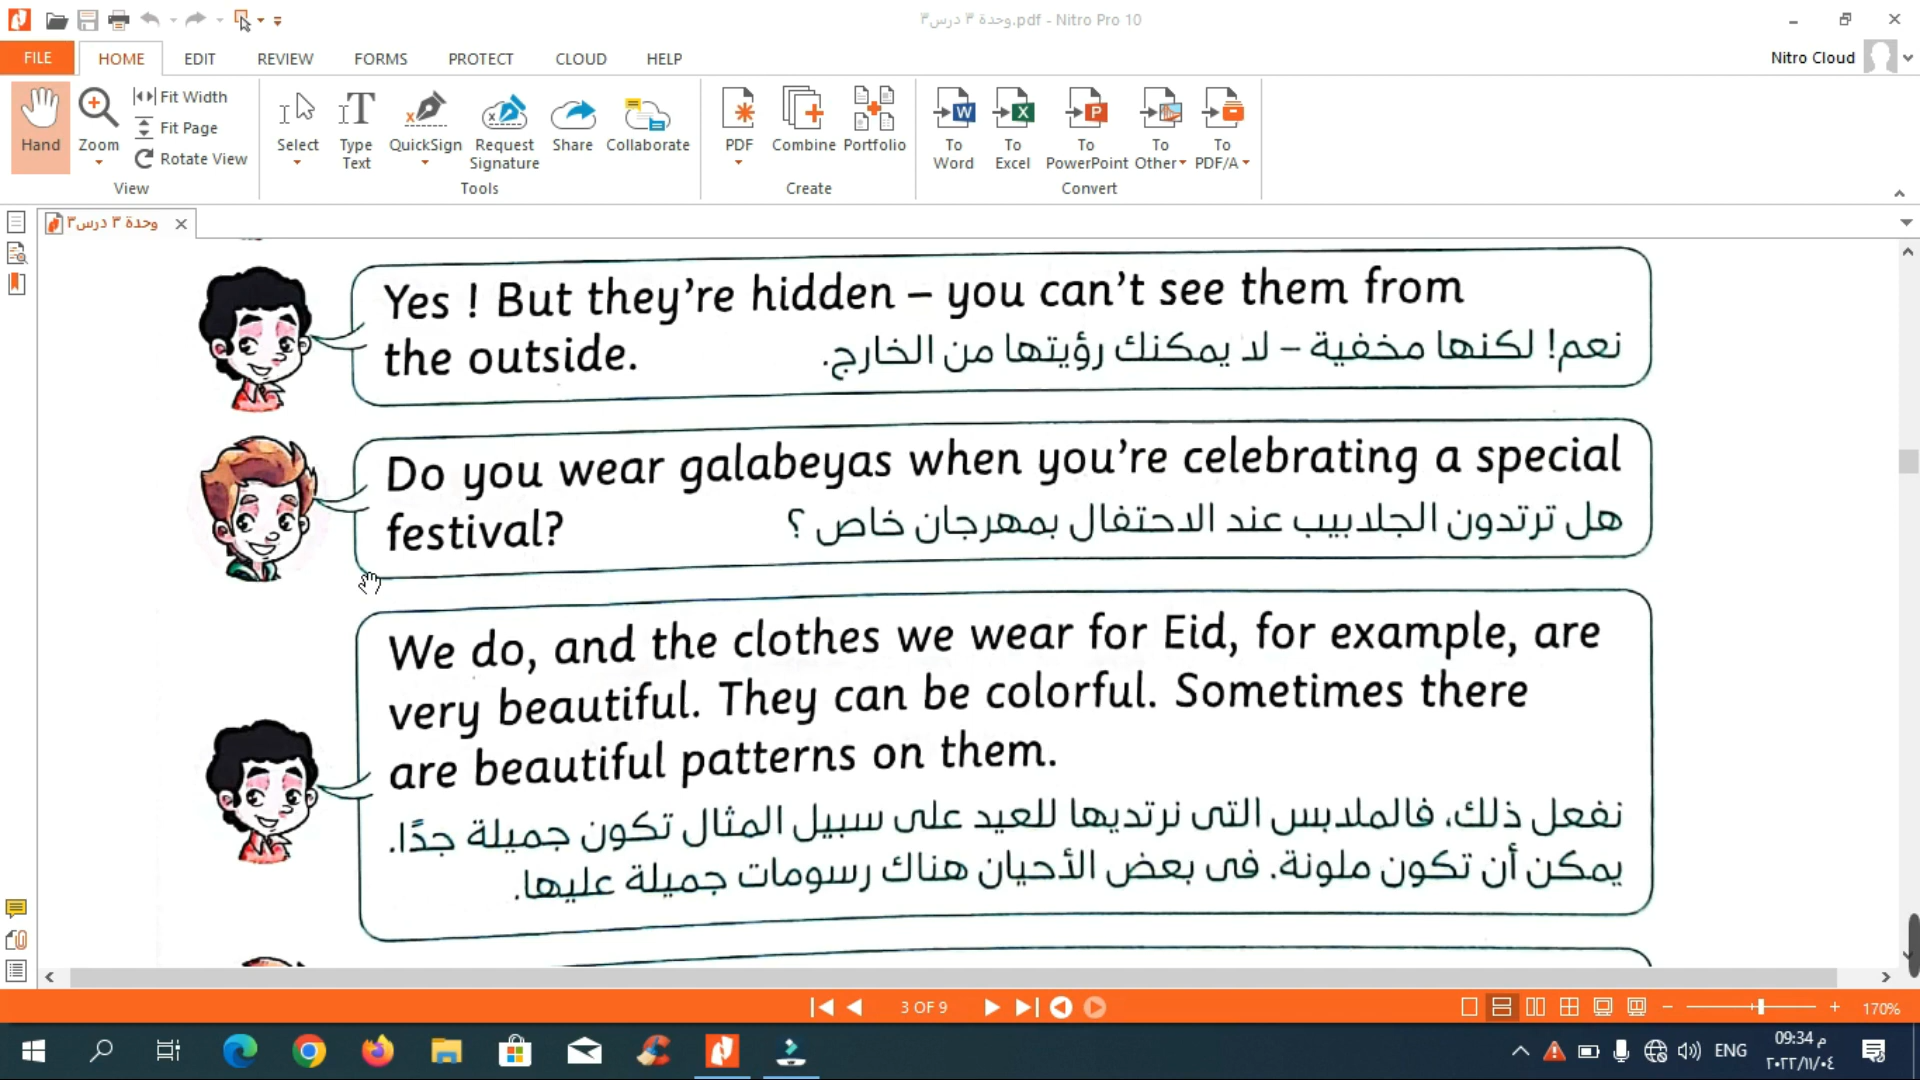 وحدة ٣ درس٣.pdf - Nitro Pro 10
FILE HOME EDIT REVIEW FORMS PROTECT CLOUD HELP Nitro Cloud
Hand
Zoom
Fit Width
Fit Page
Rotate View
View
Select
Type Text
QuickSign
Request Signature
Share
Collaborate
Tools
PDF
Combine
Portfolio
Create
To Word
To Excel
To PowerPoint
To Other
To PDF/A
Convert
وحدة ٣ درس٣
Yes ! But they're hidden – you can't see them from
the outside.
نعم! لكنها مخفية – لا يمكنك رؤيتها من الخارج.
Do you wear galabeyas when you're celebrating a special
festival?
هل ترتدون الجلابيب عند الاحتفال بمهرجان خاص ؟
We do, and the clothes we wear for Eid, for example, are
very beautiful. They can be colorful. Sometimes there
are beautiful patterns on them.
نفعل ذلك، فالملابس التى نرتديها للعيد على سبيل المثال تكون جميلة جدًا.
يمكن أن تكون ملونة. فى بعض الأحيان هناك رسومات جميلة عليها.
3 OF 9
170%
ENG
09:34 م
٢٠٢٢/١١/٠٤